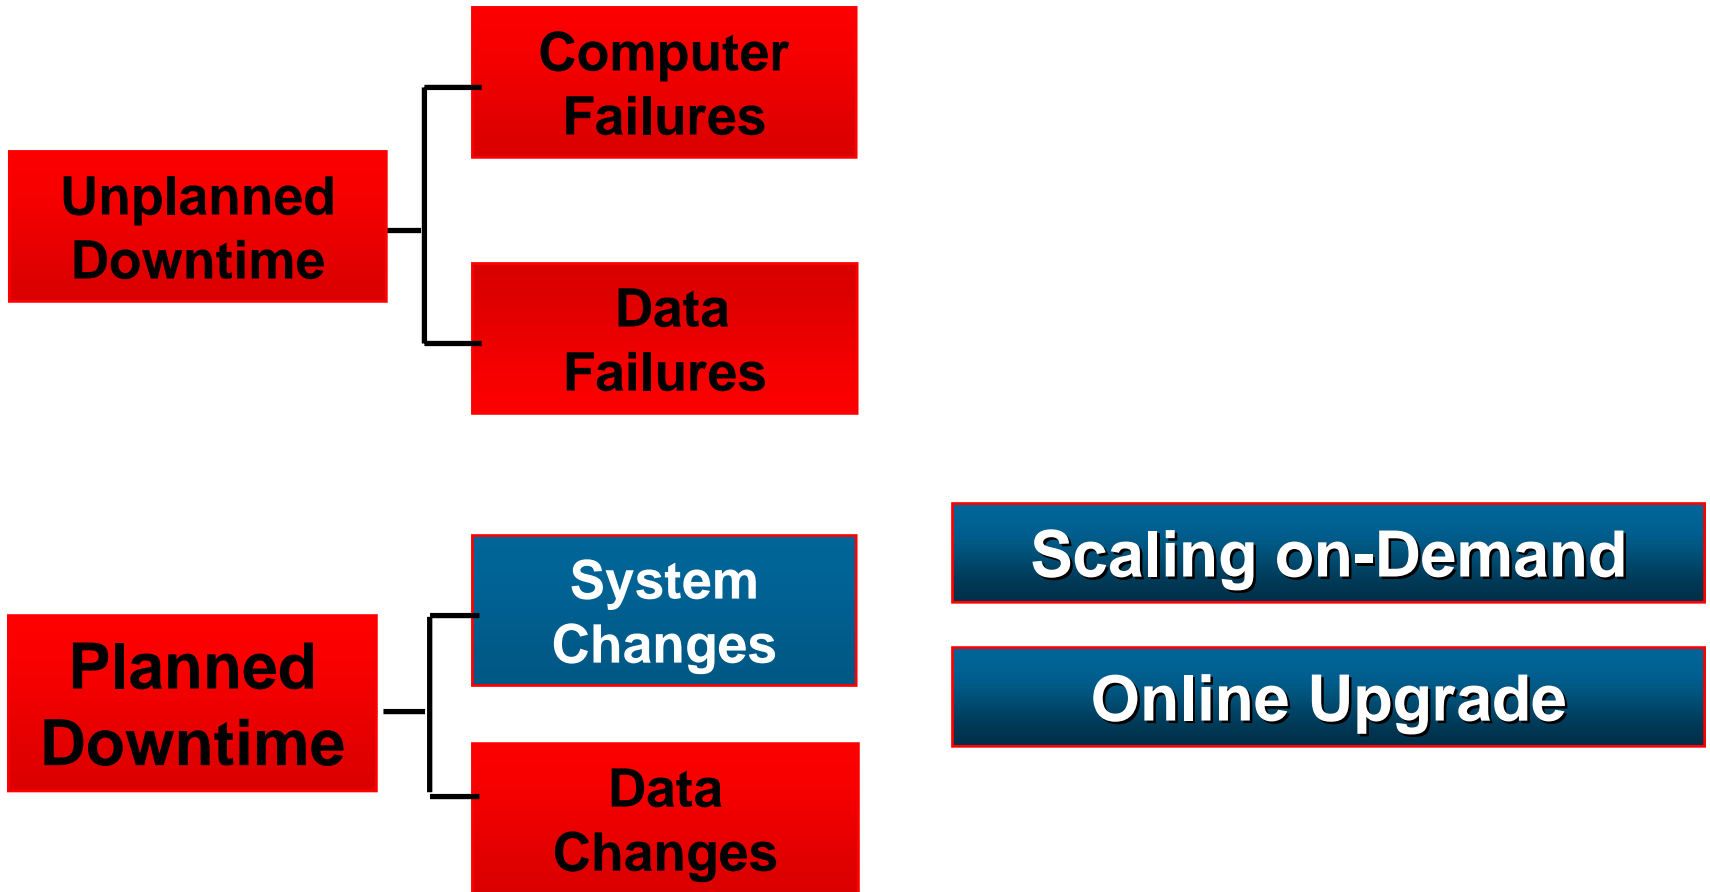 Computer
Failures
Unplanned
Downtime
Data
Failures
System
Changes
Scaling on-Demand
Planned
Downtime
Online Upgrade
Data
Changes